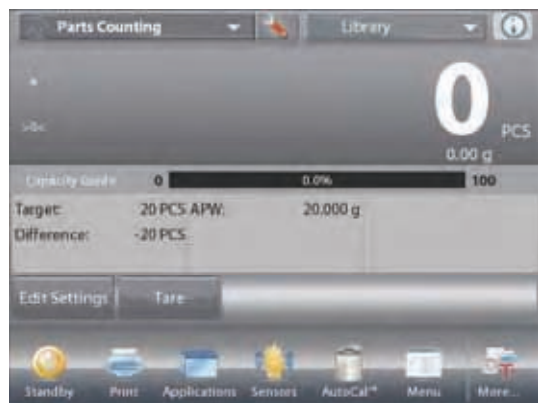 Parts Counting Library
0
*
>0<
PCS
0.00 g
Capacity Guide 0 0.0% 100
Target: 20 PCS APW: 20.000 g
Difference: -20 PCS
Edit Settings Tare
Standby Print Applications Sensors AutoCal™ Menu More...